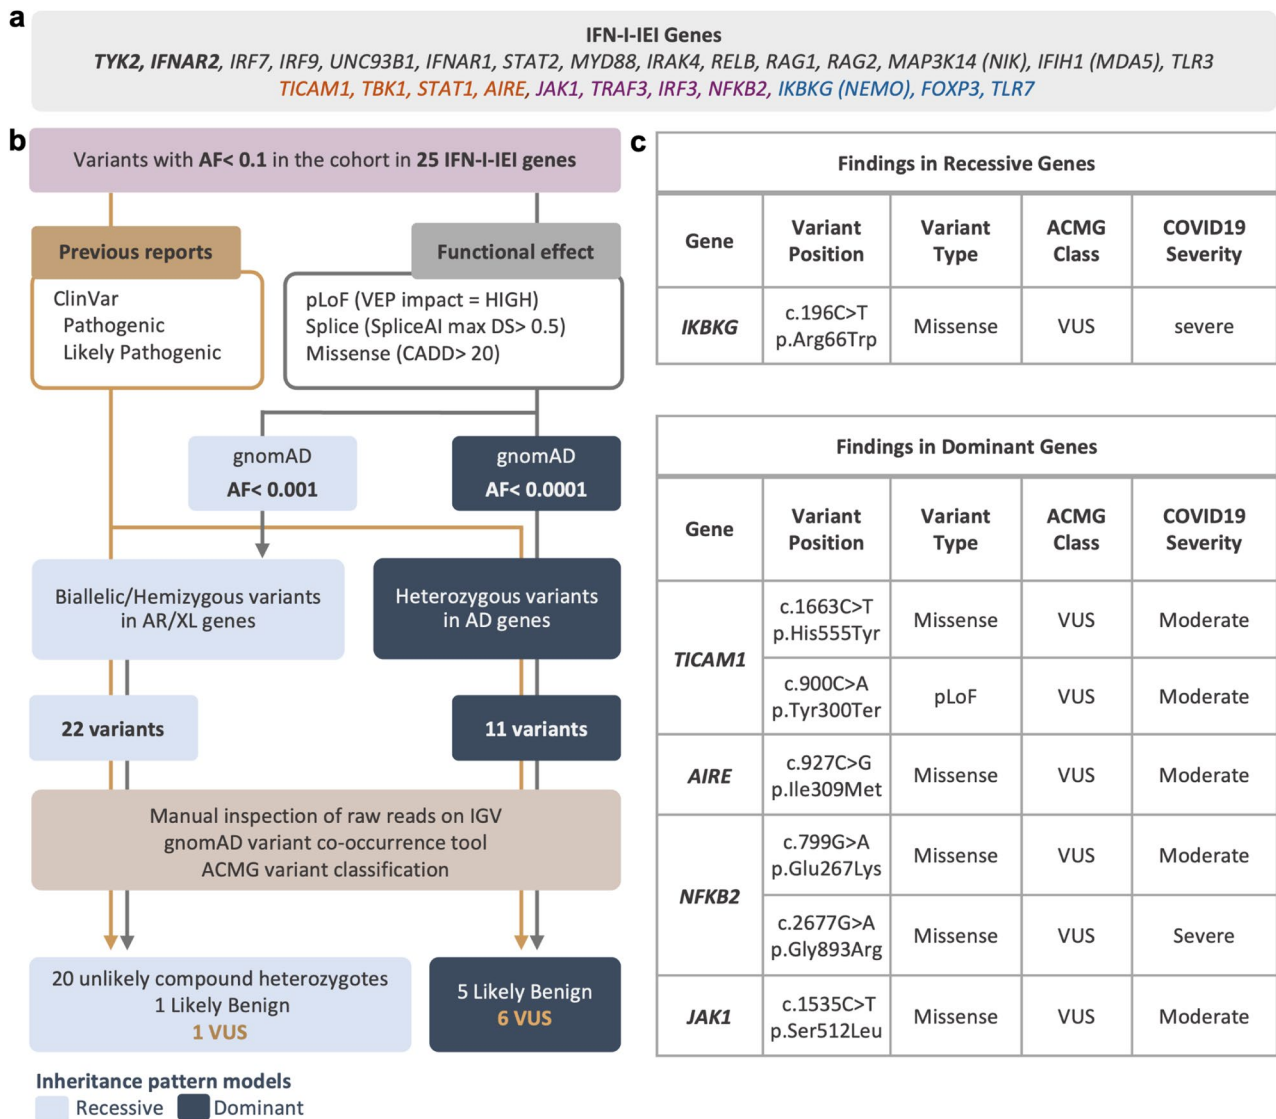 a
IFN-I-IEI Genes
TYK2, IFNAR2, IRF7, IRF9, UNC93B1, IFNAR1, STAT2, MYD88, IRAK4, RELB, RAG1, RAG2, MAP3K14 (NIK), IFIH1 (MDA5), TLR3
TICAM1, TBK1, STAT1, AIRE, JAK1, TRAF3, IRF3, NFKB2, IKBKG (NEMO), FOXP3, TLR7
b
Variants with AF< 0.1 in the cohort in 25 IFN-I-IEI genes
Previous reports
ClinVar
Pathogenic
Likely Pathogenic
Functional effect
pLoF (VEP impact = HIGH)
Splice (SpliceAI max DS> 0.5)
Missense (CADD> 20)
gnomAD
AF< 0.001
gnomAD
AF< 0.0001
Biallelic/Hemizygous variants
in AR/XL genes
Heterozygous variants
in AD genes
22 variants
11 variants
Manual inspection of raw reads on IGV
gnomAD variant co-occurrence tool
ACMG variant classification
20 unlikely compound heterozygotes
1 Likely Benign
1 VUS
5 Likely Benign
6 VUS
Inheritance pattern models
Recessive Dominant
c
Findings in Recessive Genes
Gene Variant Position Variant Type ACMG Class COVID19 Severity
IKBKG c.196C>T p.Arg66Trp Missense VUS severe
Findings in Dominant Genes
Gene Variant Position Variant Type ACMG Class COVID19 Severity
TICAM1 c.1663C>T p.His555Tyr Missense VUS Moderate
c.900C>A p.Tyr300Ter pLoF VUS Moderate
AIRE c.927C>G p.Ile309Met Missense VUS Moderate
NFKB2 c.799G>A p.Glu267Lys Missense VUS Moderate
c.2677G>A p.Gly893Arg Missense VUS Severe
JAK1 c.1535C>T p.Ser512Leu Missense VUS Moderate